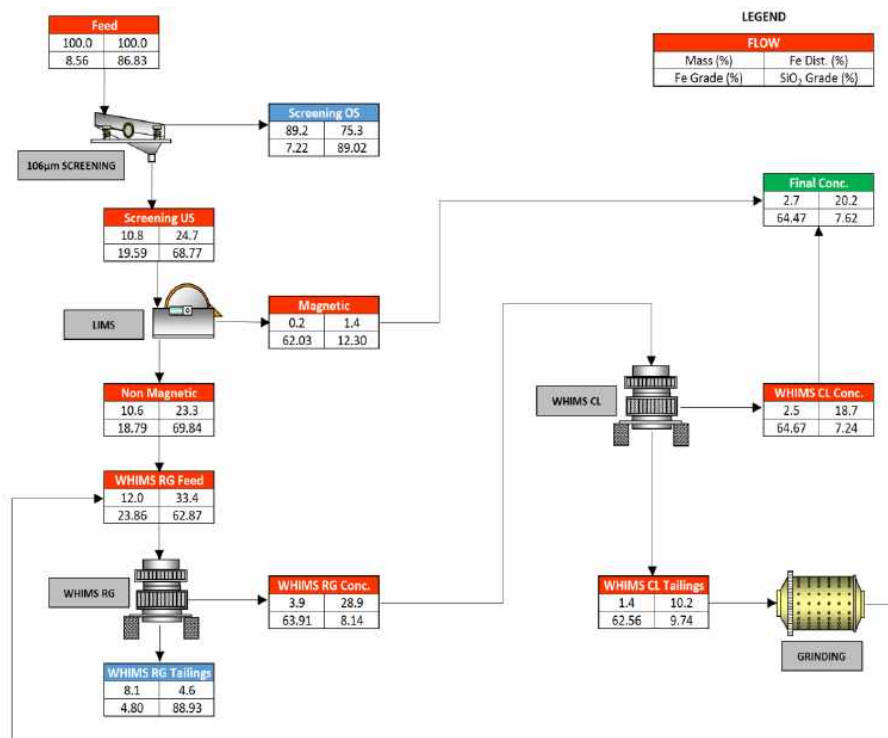 LEGEND
FLOW
Mass (%) Fe Dist. (%)
Fe Grade (%) SiO₂ Grade (%)
Feed
100.0 100.0
8.56 86.83
106µm SCREENING
Screening OS
89.2 75.3
7.22 89.02
Screening US
10.8 24.7
19.59 68.77
LIMS
Magnetic
0.2 1.4
62.03 12.30
Final Conc.
2.7 20.2
64.47 7.62
Non Magnetic
10.6 23.3
18.79 69.84
WHIMS CL
WHIMS CL Conc.
2.5 18.7
64.67 7.24
WHIMS RG Feed
12.0 33.4
23.86 62.87
WHIMS RG
WHIMS RG Conc.
3.9 28.9
63.91 8.14
WHIMS CL Tailings
1.4 10.2
62.56 9.74
GRINDING
WHIMS RG Tailings
8.1 4.6
4.80 88.93